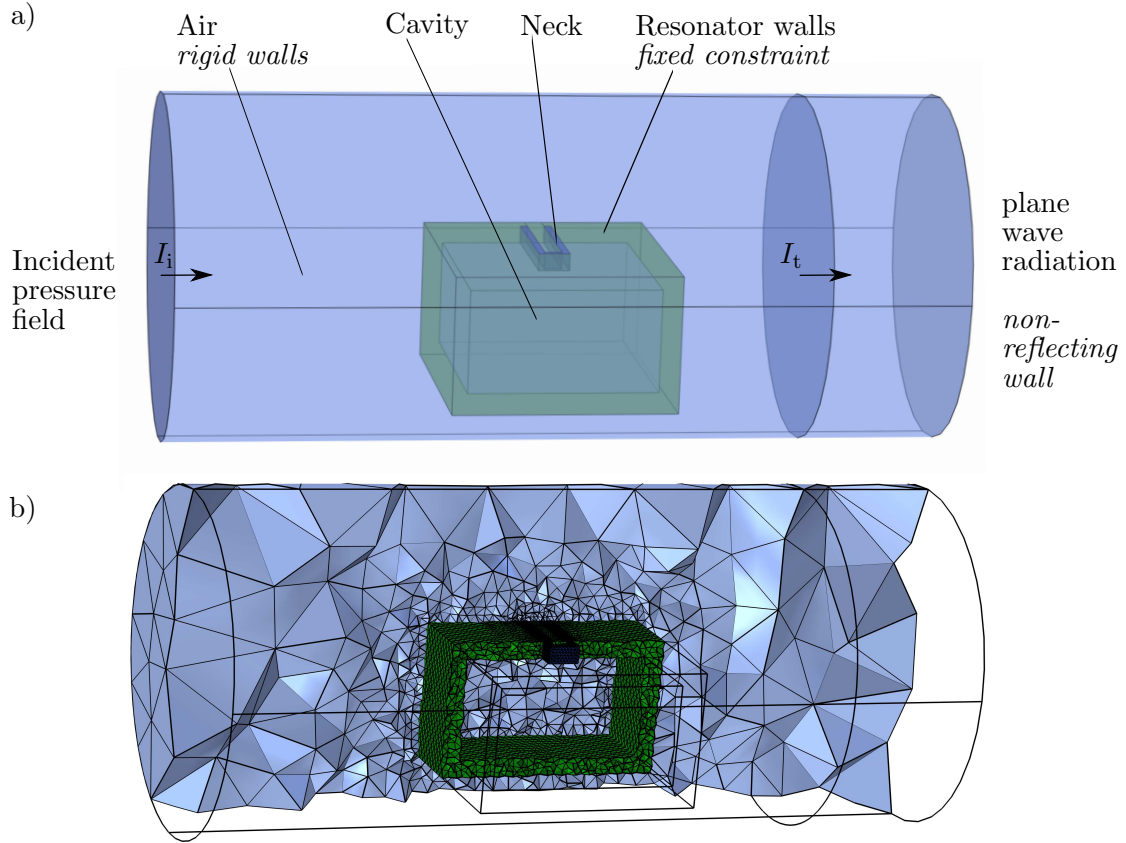 a)
Air
rigid walls
Cavity
Neck
Resonator walls
fixed constraint
Incident
pressure
field
I_i
I_t
plane
wave
radiation
non-
reflecting
wall
b)